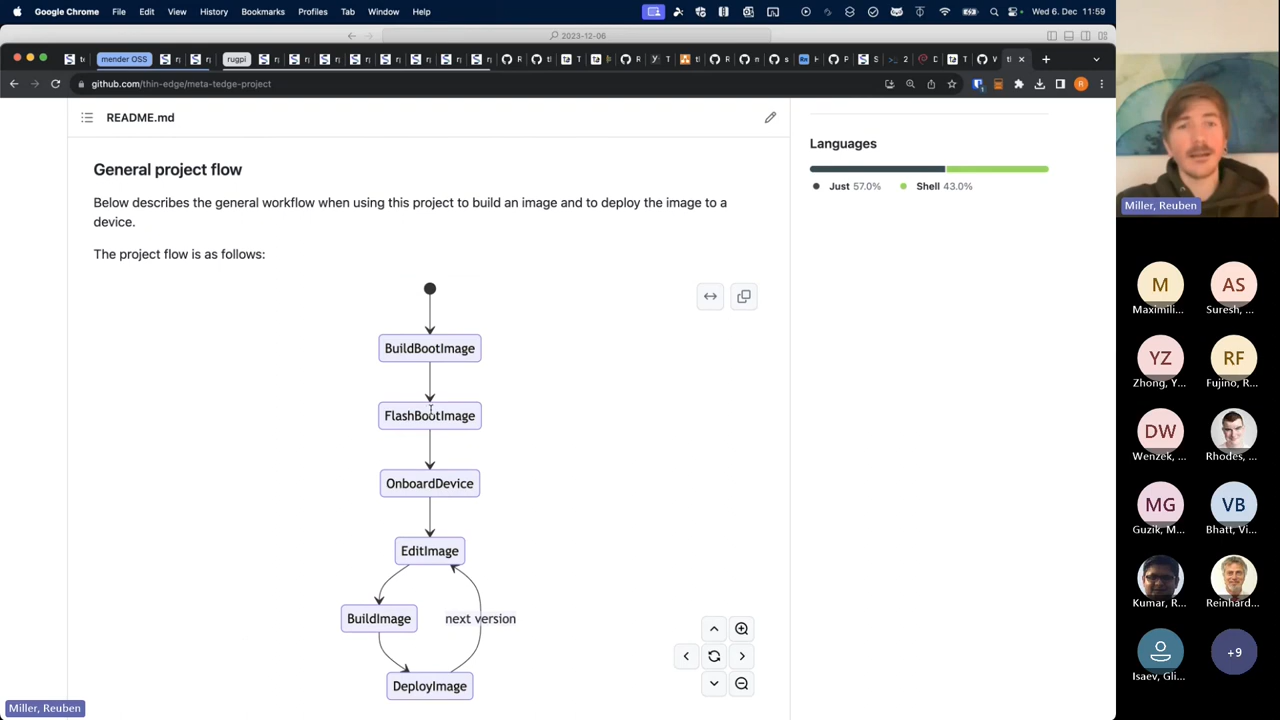 Google Chrome File Edit View History Bookmarks Profiles Tab Window Help Wed 6. Dec 11:59
2023-12-06
mender OSS
rugpi
github.com/thin-edge/meta-tedge-project
README.md
General project flow
Below describes the general workflow when using this project to build an image and to deploy the image to a
device.
The project flow is as follows:
BuildBootImage
FlashBootImage
OnboardDevice
EditImage
BuildImage
next version
DeployImage
Languages
Just 57.0% Shell 43.0%
Miller, Reuben
Miller, Reuben
M AS
Maximili... Suresh, ...
YZ RF
Zhong, Y... Fujino, R...
DW
Wenzek, ... Rhodes, ...
MG VB
Guzik, M... Bhatt, Vi...
Kumar, R... Reinhard...
+9
Isaev, Gli...